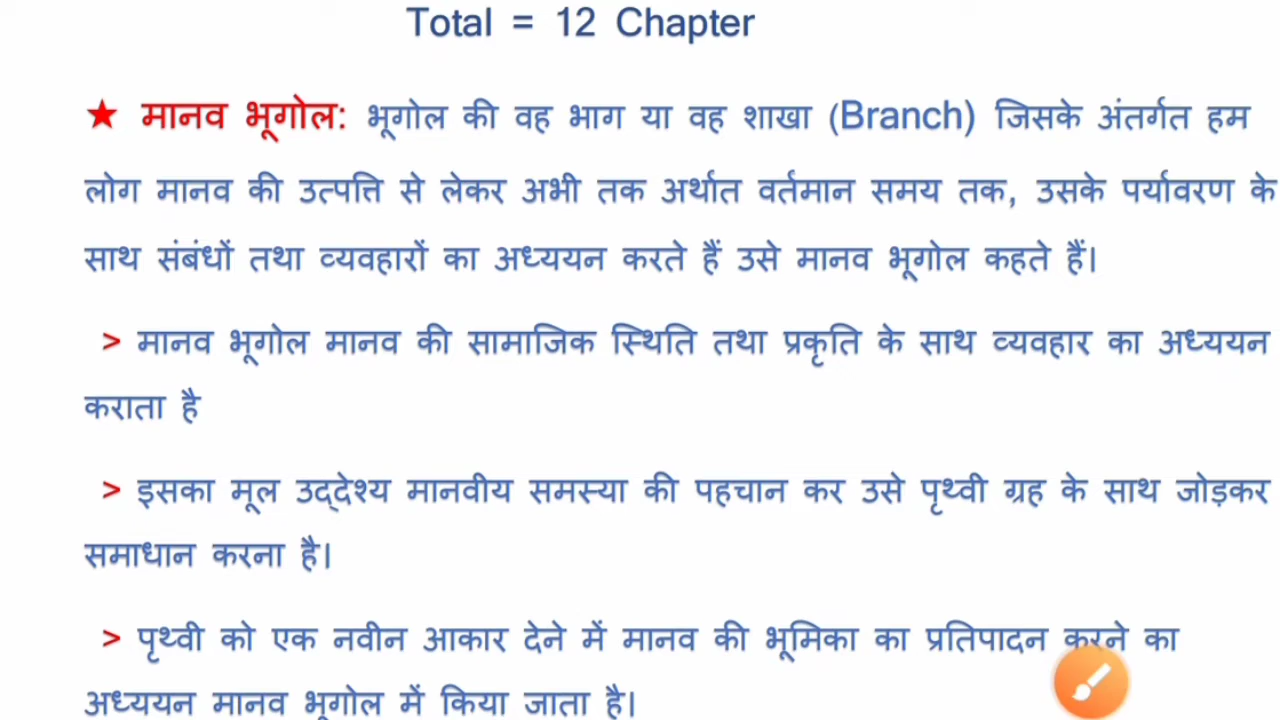 Total = 12 Chapter
★ मानव भूगोल: भूगोल की वह भाग या वह शाखा (Branch) जिसके अंतर्गत हम
लोग मानव की उत्पत्ति से लेकर अभी तक अर्थात वर्तमान समय तक, उसके पर्यावरण के
साथ संबंधों तथा व्यवहारों का अध्ययन करते हैं उसे मानव भूगोल कहते हैं।
> मानव भूगोल मानव की सामाजिक स्थिति तथा प्रकृति के साथ व्यवहार का अध्ययन
कराता है
> इसका मूल उद्देश्य मानवीय समस्या की पहचान कर उसे पृथ्वी ग्रह के साथ जोड़कर
समाधान करना है।
> पृथ्वी को एक नवीन आकार देने में मानव की भूमिका का प्रतिपादन करने का
अध्ययन मानव भूगोल में किया जाता है।